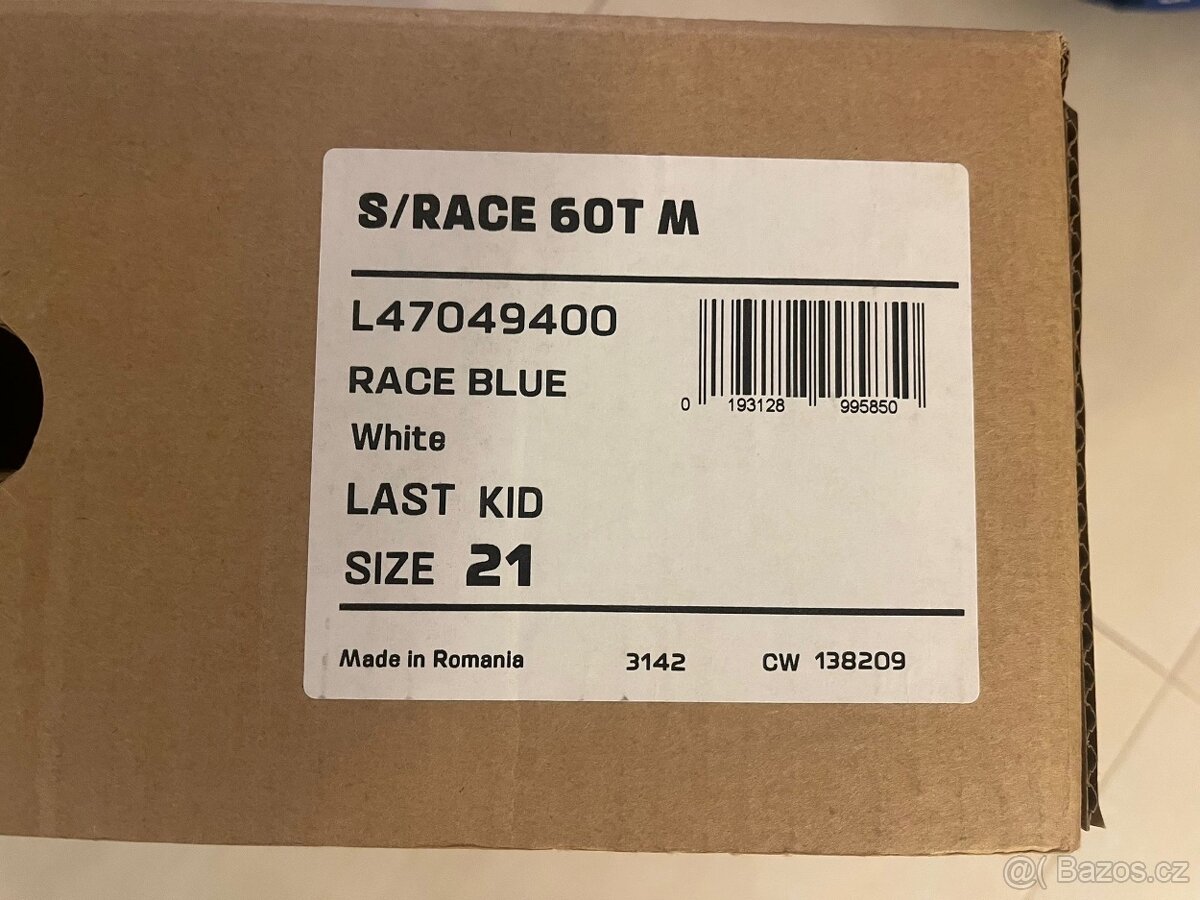 S/RACE 60T M
L47049400
RACE BLUE
White
LAST KID
SIZE 21
0 193128 995850
Made in Romania 3142 CW 138209
@( Bazos.cz